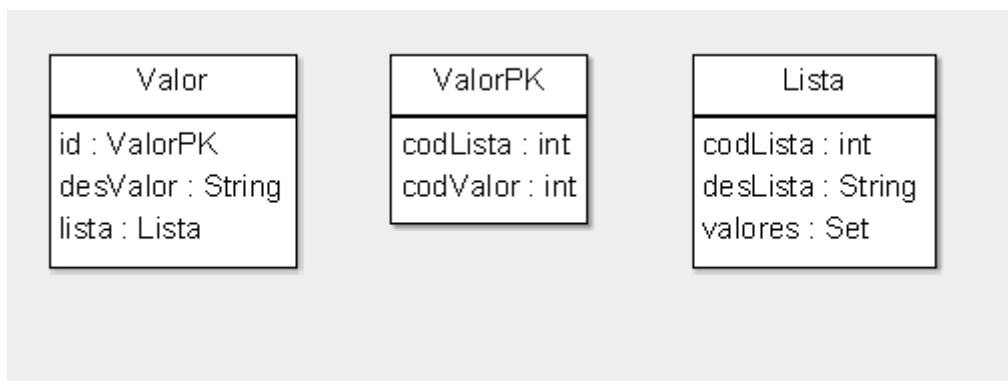 Valor
id : ValorPK
desValor : String
lista : Lista
ValorPK
codLista : int
codValor : int
Lista
codLista : int
desLista : String
valores : Set